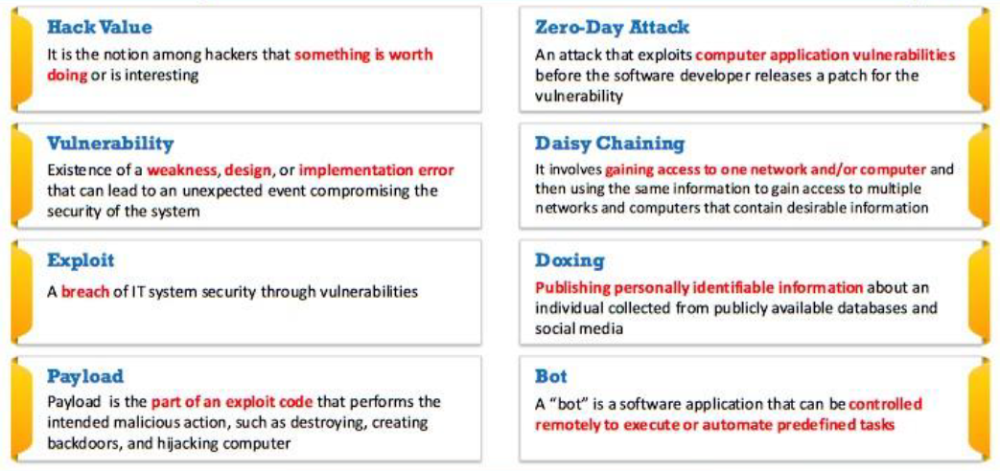 Hack Value
It is the notion among hackers that something is worth
doing or is interesting
Zero-Day Attack
An attack that exploits computer application vulnerabilities
before the software developer releases a patch for the
vulnerability
Vulnerability
Existence of a weakness, design, or implementation error
that can lead to an unexpected event compromising the
security of the system
Daisy Chaining
It involves gaining access to one network and/or computer and
then using the same information to gain access to multiple
networks and computers that contain desirable information
Exploit
A breach of IT system security through vulnerabilities
Doxing
Publishing personally identifiable information about an
individual collected from publicly available databases and
social media
Payload
Payload is the part of an exploit code that performs the
intended malicious action, such as destroying, creating
backdoors, and hijacking computer
Bot
A “bot” is a software application that can be controlled
remotely to execute or automate predefined tasks